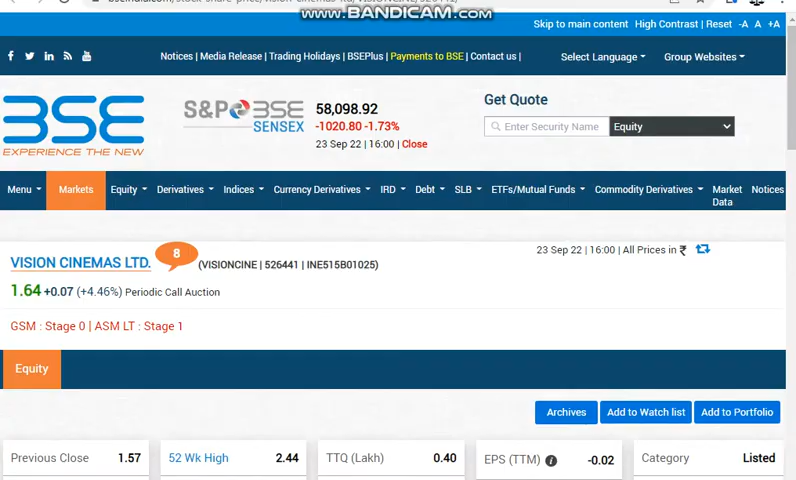 www.BANDICAM.com
Skip to main content High Contrast | Reset -A A +A
Notices | Media Release | Trading Holidays | BSEPlus | Payments to BSE | Contact us |
Select Language Group Websites
BSE
EXPERIENCE THE NEW
S&P BSE
SENSEX
58,098.92
-1020.80 -1.73%
23 Sep 22 | 16:00 | Close
Get Quote
Enter Security Name Equity
Menu Markets Equity Derivatives Indices Currency Derivatives IRD Debt SLB ETFs/Mutual Funds Commodity Derivatives Market Data Notices
VISION CINEMAS LTD. 8 (VISIONCINE | 526441 | INE515B01025)
23 Sep 22 | 16:00 | All Prices in ₹
1.64 +0.07 (+4.46%) Periodic Call Auction
GSM : Stage 0 | ASM LT : Stage 1
Equity
Archives Add to Watch list Add to Portfolio
Previous Close 1.57 52 Wk High 2.44 TTQ (Lakh) 0.40 EPS (TTM) -0.02 Category Listed